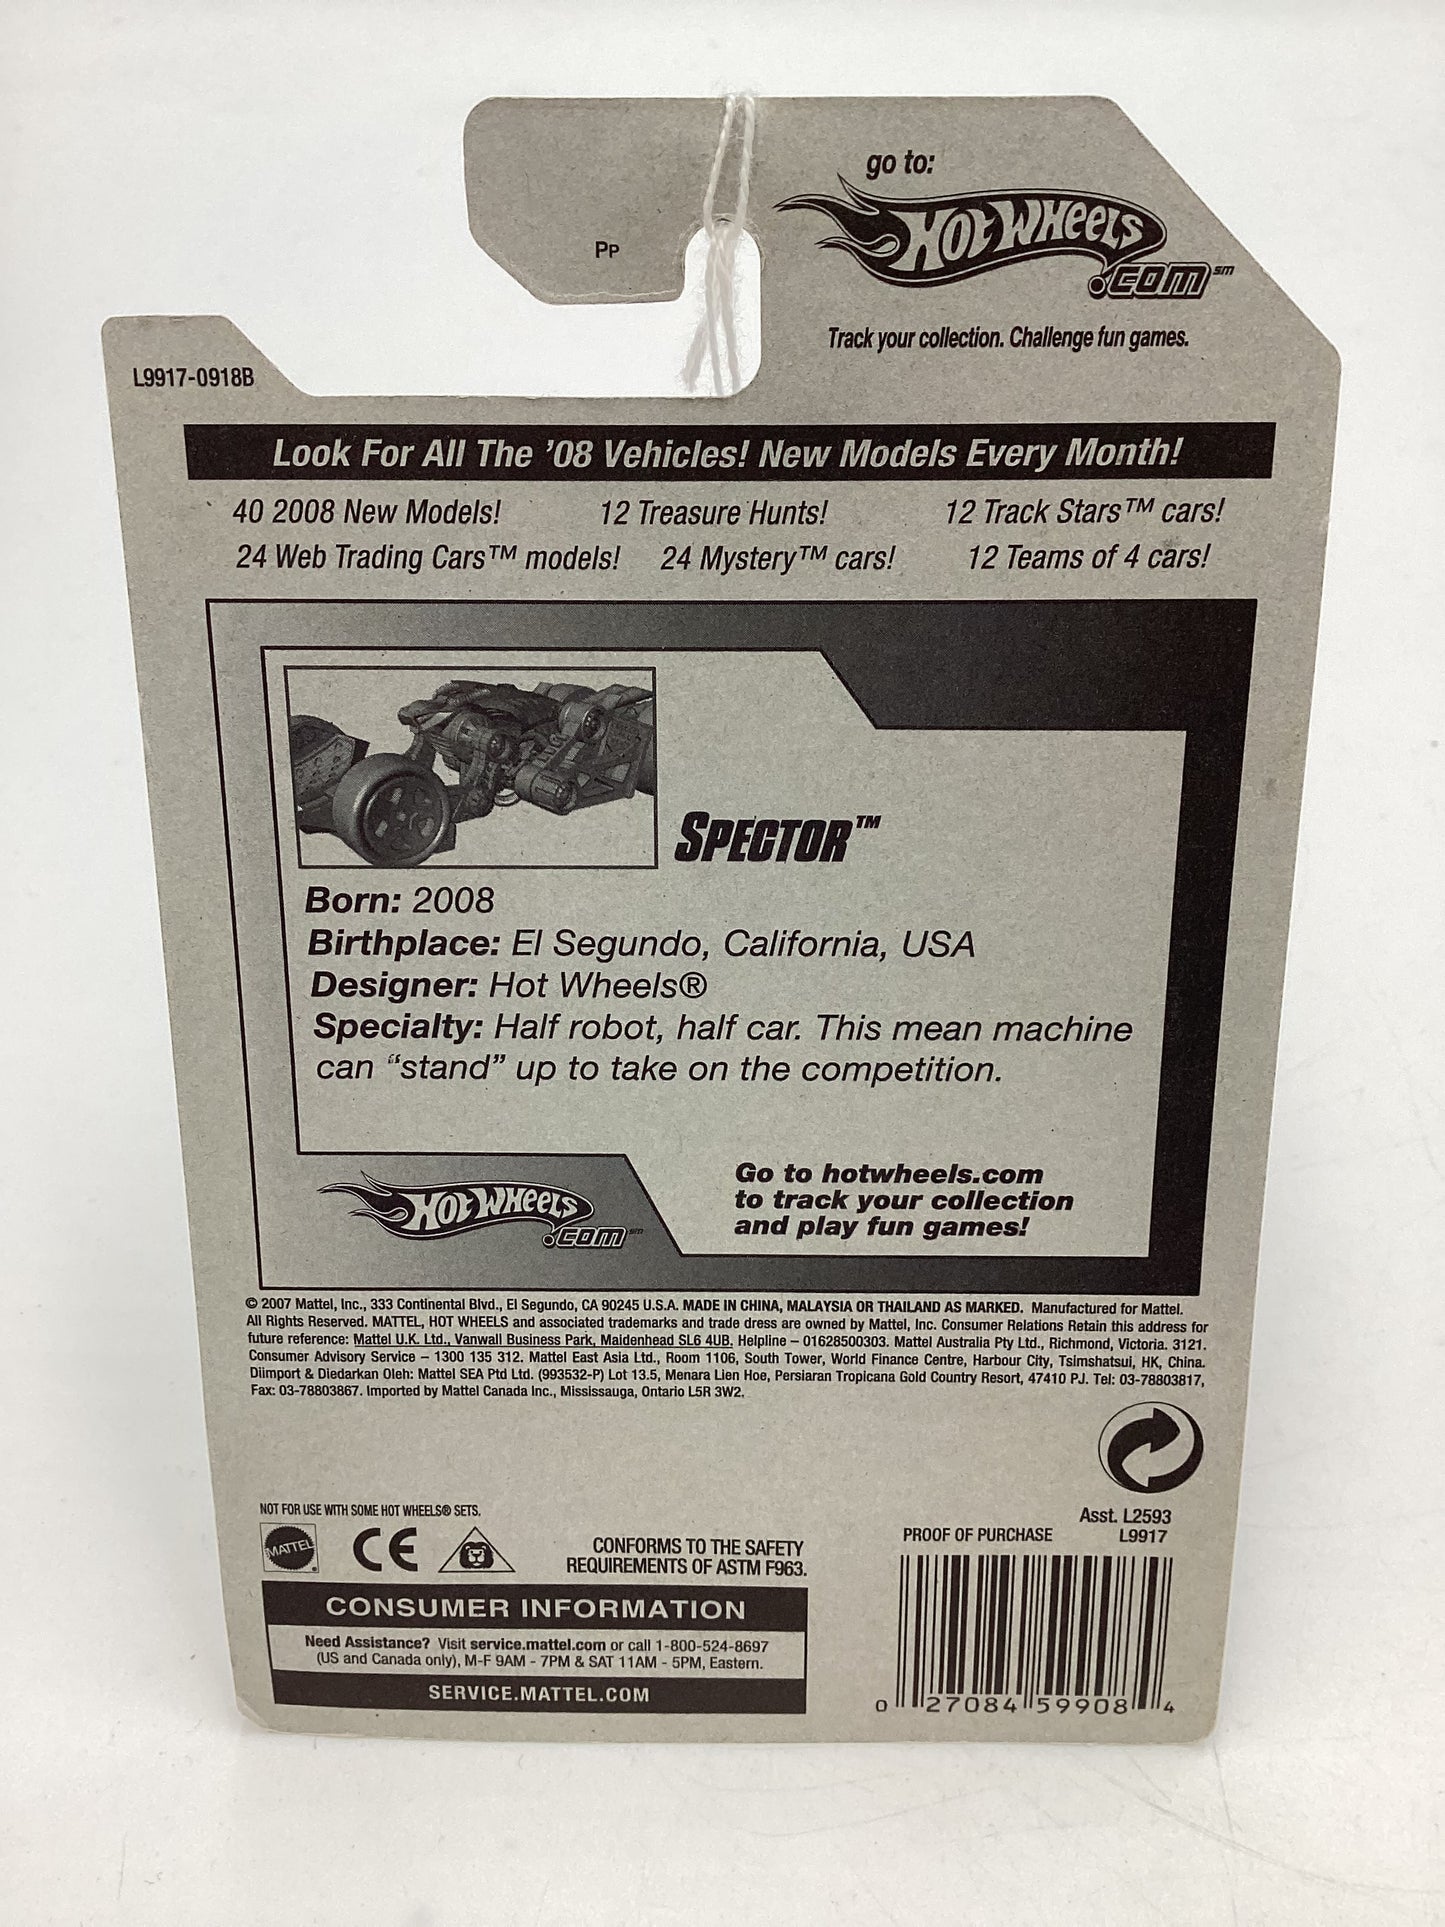 go to:
HOT WHEELS
.COM SM
Track your collection. Challenge fun games.
PP
L9917-0918B
Look For All The '08 Vehicles! New Models Every Month!
40 2008 New Models! 12 Treasure Hunts! 12 Track Stars™ cars!
24 Web Trading Cars™ models! 24 Mystery™ cars! 12 Teams of 4 cars!
SPECTOR™
Born: 2008
Birthplace: El Segundo, California, USA
Designer: Hot Wheels®
Specialty: Half robot, half car. This mean machine
can “stand” up to take on the competition.
HOT WHEELS
.COM SM
Go to hotwheels.com
to track your collection
and play fun games!
© 2007 Mattel, Inc., 333 Continental Blvd., El Segundo, CA 90245 U.S.A. MADE IN CHINA, MALAYSIA OR THAILAND AS MARKED. Manufactured for Mattel.
All Rights Reserved. MATTEL, HOT WHEELS and associated trademarks and trade dress are owned by Mattel, Inc. Consumer Relations Retain this address for
future reference: Mattel U.K. Ltd., Vanwall Business Park, Maidenhead SL6 4UB. Helpline – 01628500303. Mattel Australia Pty Ltd., Richmond, Victoria. 3121.
Consumer Advisory Service – 1300 135 312. Mattel East Asia Ltd., Room 1106, South Tower, World Finance Centre, Harbour City, Tsimshatsui, HK, China.
Diimport & Diedarkan Oleh: Mattel SEA Ptd Ltd. (993532-P) Lot 13.5, Menara Lien Hoe, Persiaran Tropicana Gold Country Resort, 47410 PJ. Tel: 03-78803817,
Fax: 03-78803867. Imported by Mattel Canada Inc., Mississauga, Ontario L5R 3W2.
NOT FOR USE WITH SOME HOT WHEELS® SETS.
MATTEL
CE
CONFORMS TO THE SAFETY
REQUIREMENTS OF ASTM F963.
CONSUMER INFORMATION
Need Assistance? Visit service.mattel.com or call 1-800-524-8697
(US and Canada only), M-F 9AM - 7PM & SAT 11AM - 5PM, Eastern.
SERVICE.MATTEL.COM
Asst. L2593
PROOF OF PURCHASE L9917
0 27084 59908 4